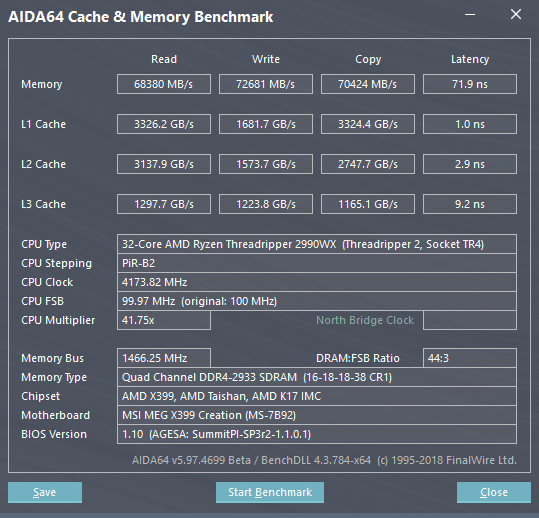 AIDA64 Cache & Memory Benchmark
Read Write Copy Latency
Memory 68380 MB/s 72681 MB/s 70424 MB/s 71.9 ns
L1 Cache 3326.2 GB/s 1681.7 GB/s 3324.4 GB/s 1.0 ns
L2 Cache 3137.9 GB/s 1573.7 GB/s 2747.7 GB/s 2.9 ns
L3 Cache 1297.7 GB/s 1223.8 GB/s 1165.1 GB/s 9.2 ns
CPU Type 32-Core AMD Ryzen Threadripper 2990WX (Threadripper 2, Socket TR4)
CPU Stepping PiR-B2
CPU Clock 4173.82 MHz
CPU FSB 99.97 MHz (original: 100 MHz)
CPU Multiplier 41.75x North Bridge Clock
Memory Bus 1466.25 MHz DRAM:FSB Ratio 44:3
Memory Type Quad Channel DDR4-2933 SDRAM (16-18-18-38 CR1)
Chipset AMD X399, AMD Taishan, AMD K17 IMC
Motherboard MSI MEG X399 Creation (MS-7B92)
BIOS Version 1.10 (AGESA: SummitPI-SP3r2-1.1.0.1)
AIDA64 v5.97.4699 Beta / BenchDLL 4.3.784-x64 (c) 1995-2018 FinalWire Ltd.
Save Start Benchmark Close